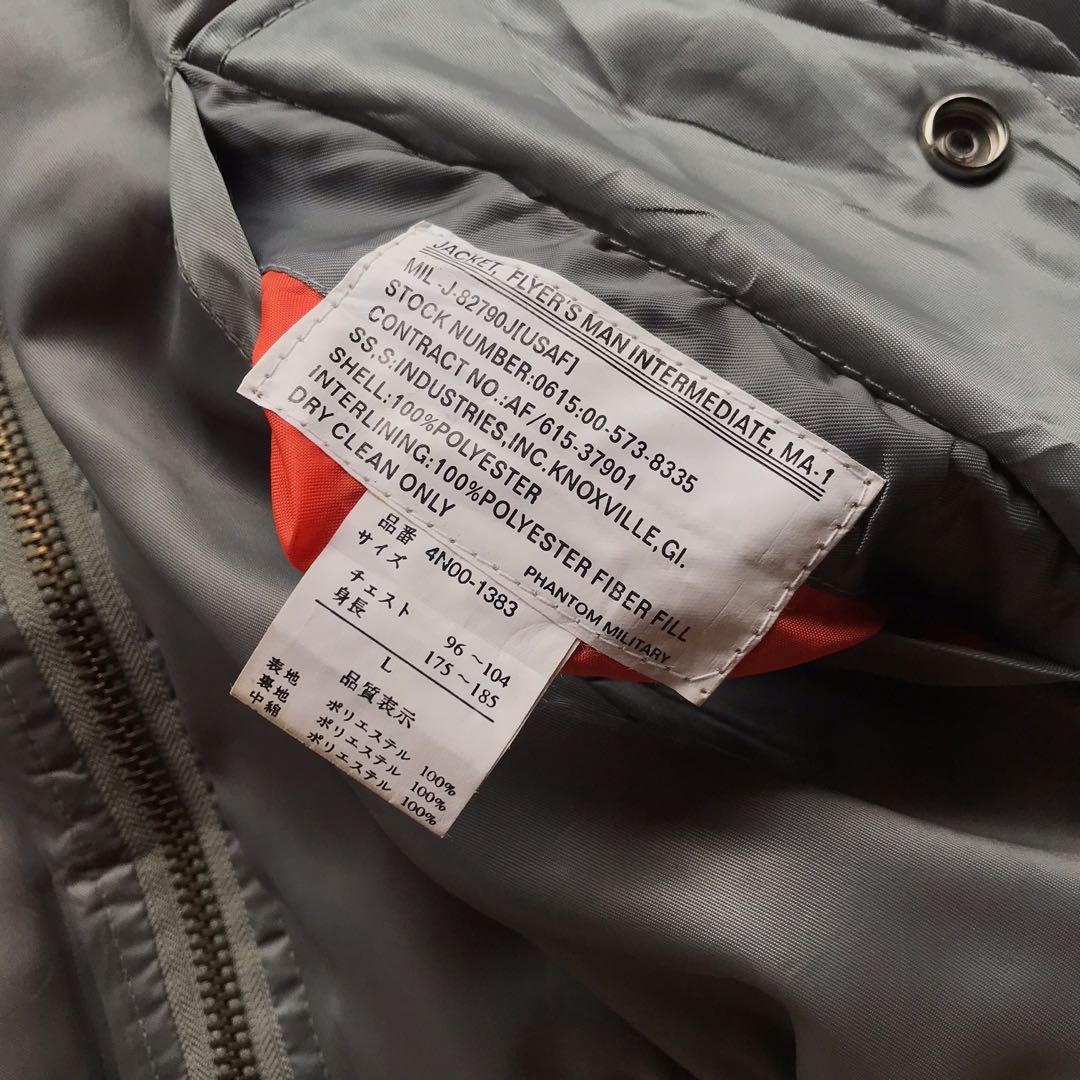 JACKET, FLYER'S MAN INTERMEDIATE, MA-1
MIL-J-82790J[USAF]
STOCK NUMBER:0615:00-573-8335
CONTRACT NO.:AF/615-37901
SS,S:INDUSTRIES,INC.KNOXVILLE,GI.
SHELL:100%POLYESTER
INTERLINING:100%POLYESTER FIBER FILL
DRY CLEAN ONLY
PHANTOM MILITARY
品番 4N00-1383
サイズ
チェスト 96～104
身長 175～185
L
品質表示
表地 ポリエステル 100%
裏地 ポリエステル 100%
中綿 ポリエステル 100%